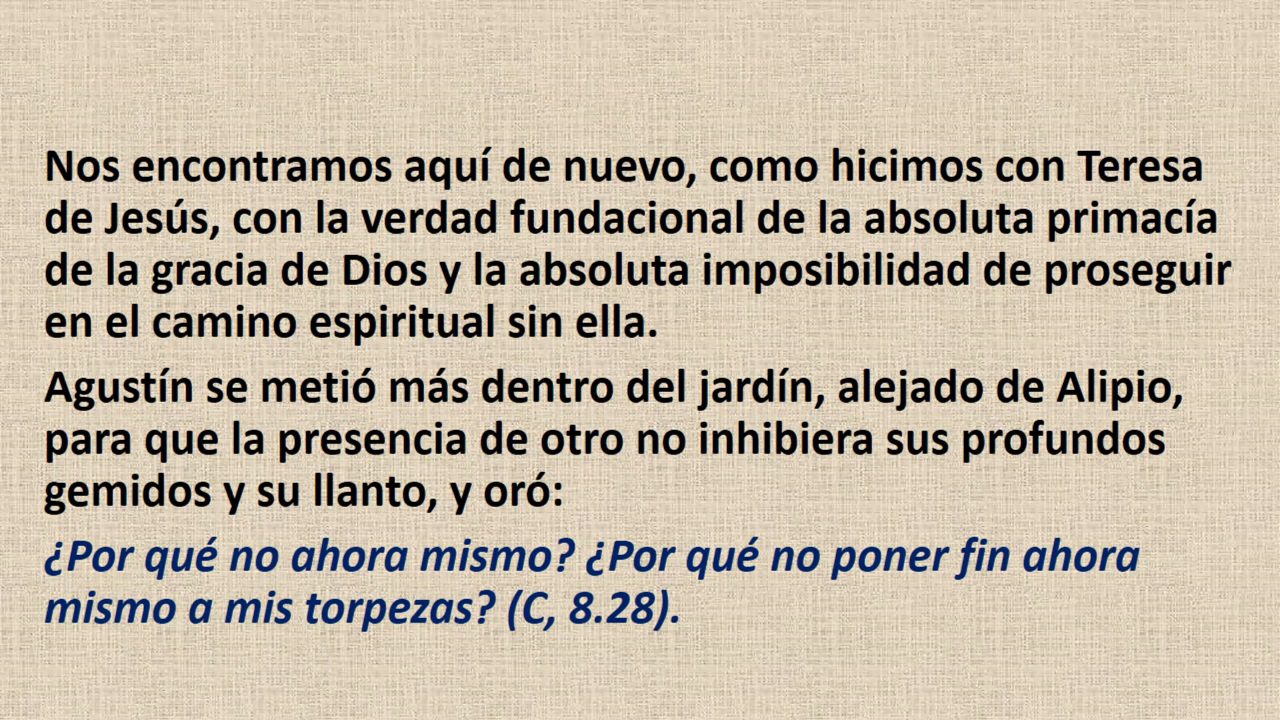 Nos encontramos aquí de nuevo, como hicimos con Teresa
de Jesús, con la verdad fundacional de la absoluta primacía
de la gracia de Dios y la absoluta imposibilidad de proseguir
en el camino espiritual sin ella.
Agustín se metió más dentro del jardín, alejado de Alipio,
para que la presencia de otro no inhibiera sus profundos
gemidos y su llanto, y oró:
¿Por qué no ahora mismo? ¿Por qué no poner fin ahora
mismo a mis torpezas? (C, 8.28).